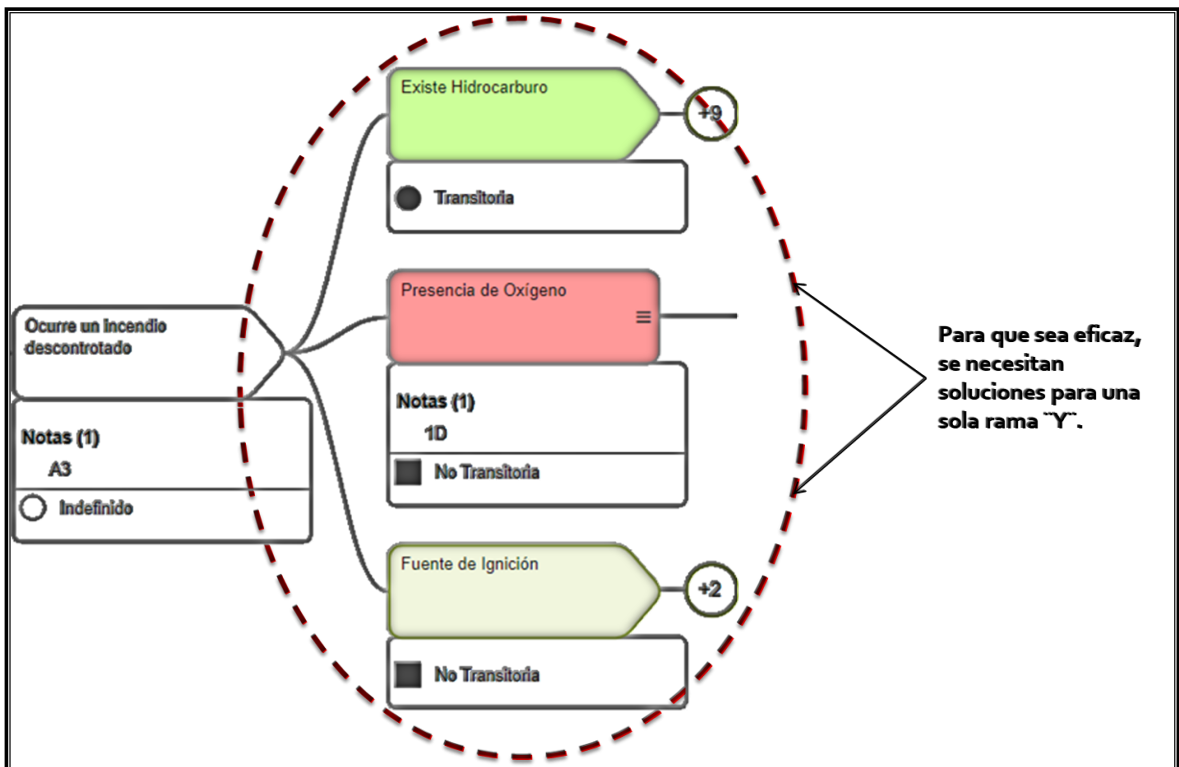 Existe Hidrocarburo
+9
Transitoria
Presencia de Oxígeno
Ocurre un Incendio
descontrotado
Notas (1)
A3
Indefinido
Notas (1)
1D
No Transitoria
Fuente de Ignición
+2
No Transitoria
Para que sea eficaz,
se necesitan
soluciones para una
sola rama ¨Y¨.